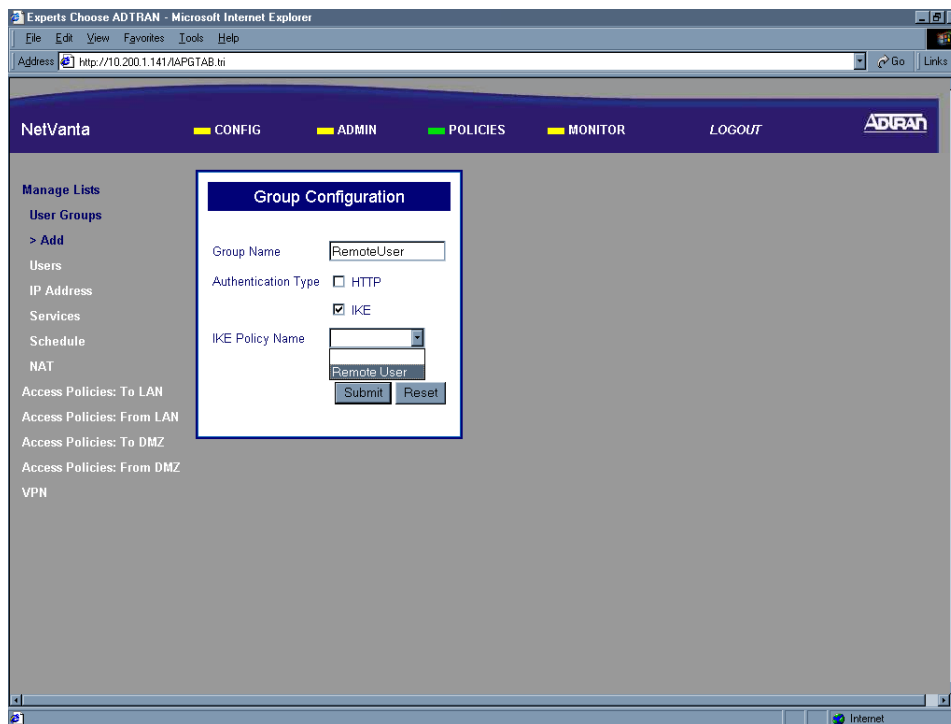 Experts Choose ADTRAN - Microsoft Internet Explorer
File Edit View Favorites Tools Help
Address http://10.200.1.141/IAPGTAB.tri Go Links
NetVanta CONFIG ADMIN POLICIES MONITOR LOGOUT ADTRAN
Manage Lists
User Groups
> Add
Users
IP Address
Services
Schedule
NAT
Access Policies: To LAN
Access Policies: From LAN
Access Policies: To DMZ
Access Policies: From DMZ
VPN
Group Configuration
Group Name RemoteUser
Authentication Type HTTP
IKE
IKE Policy Name
Remote User
Submit Reset
Internet